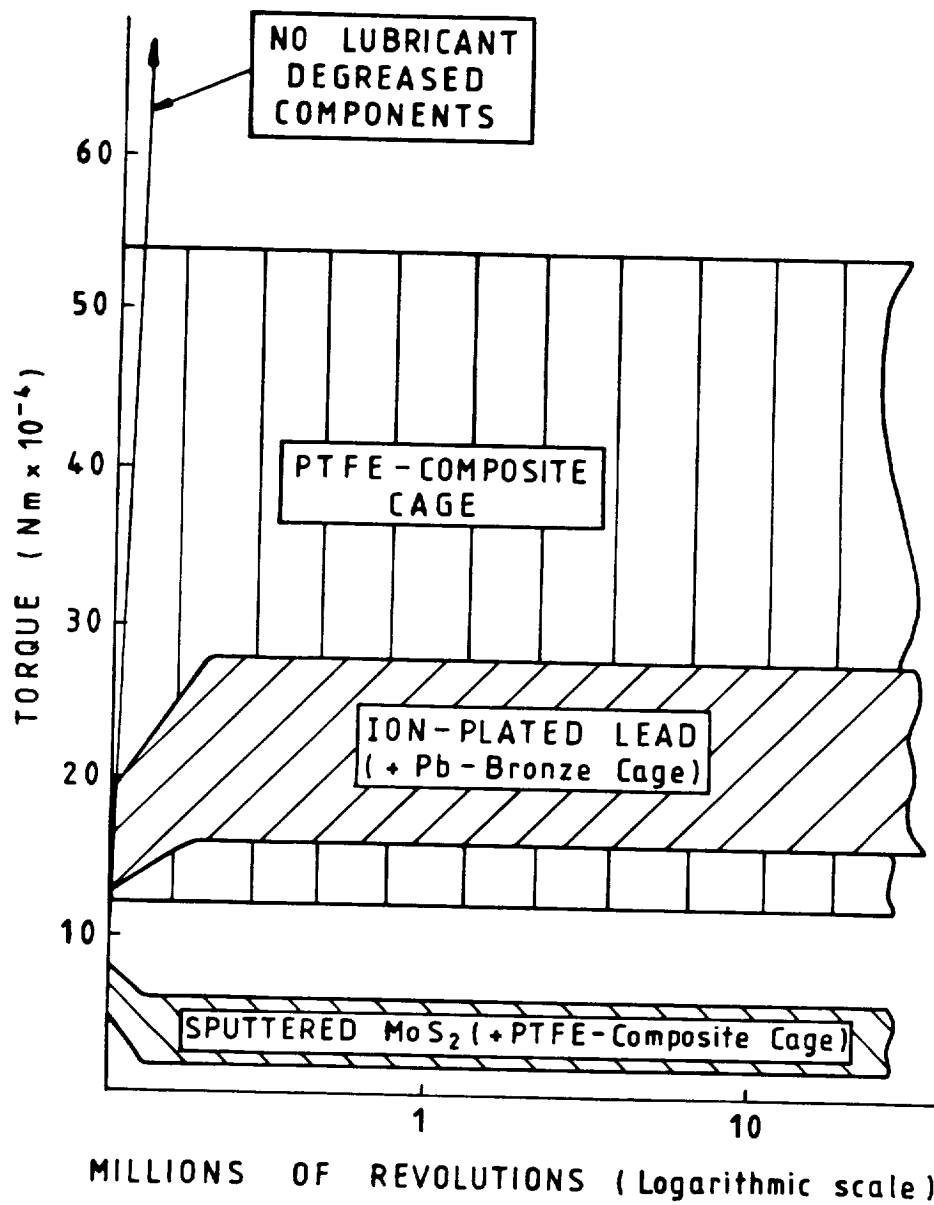 NO LUBRICANT
DEGREASED
COMPONENTS
60
50
40
30
20
10
TORQUE (Nm x 10⁻⁴)
PTFE-COMPOSITE
CAGE
ION-PLATED LEAD
(+ Pb-Bronze Cage)
SPUTTERED MoS₂ (+PTFE-Composite Cage)
1
10
MILLIONS OF REVOLUTIONS (Logarithmic scale)